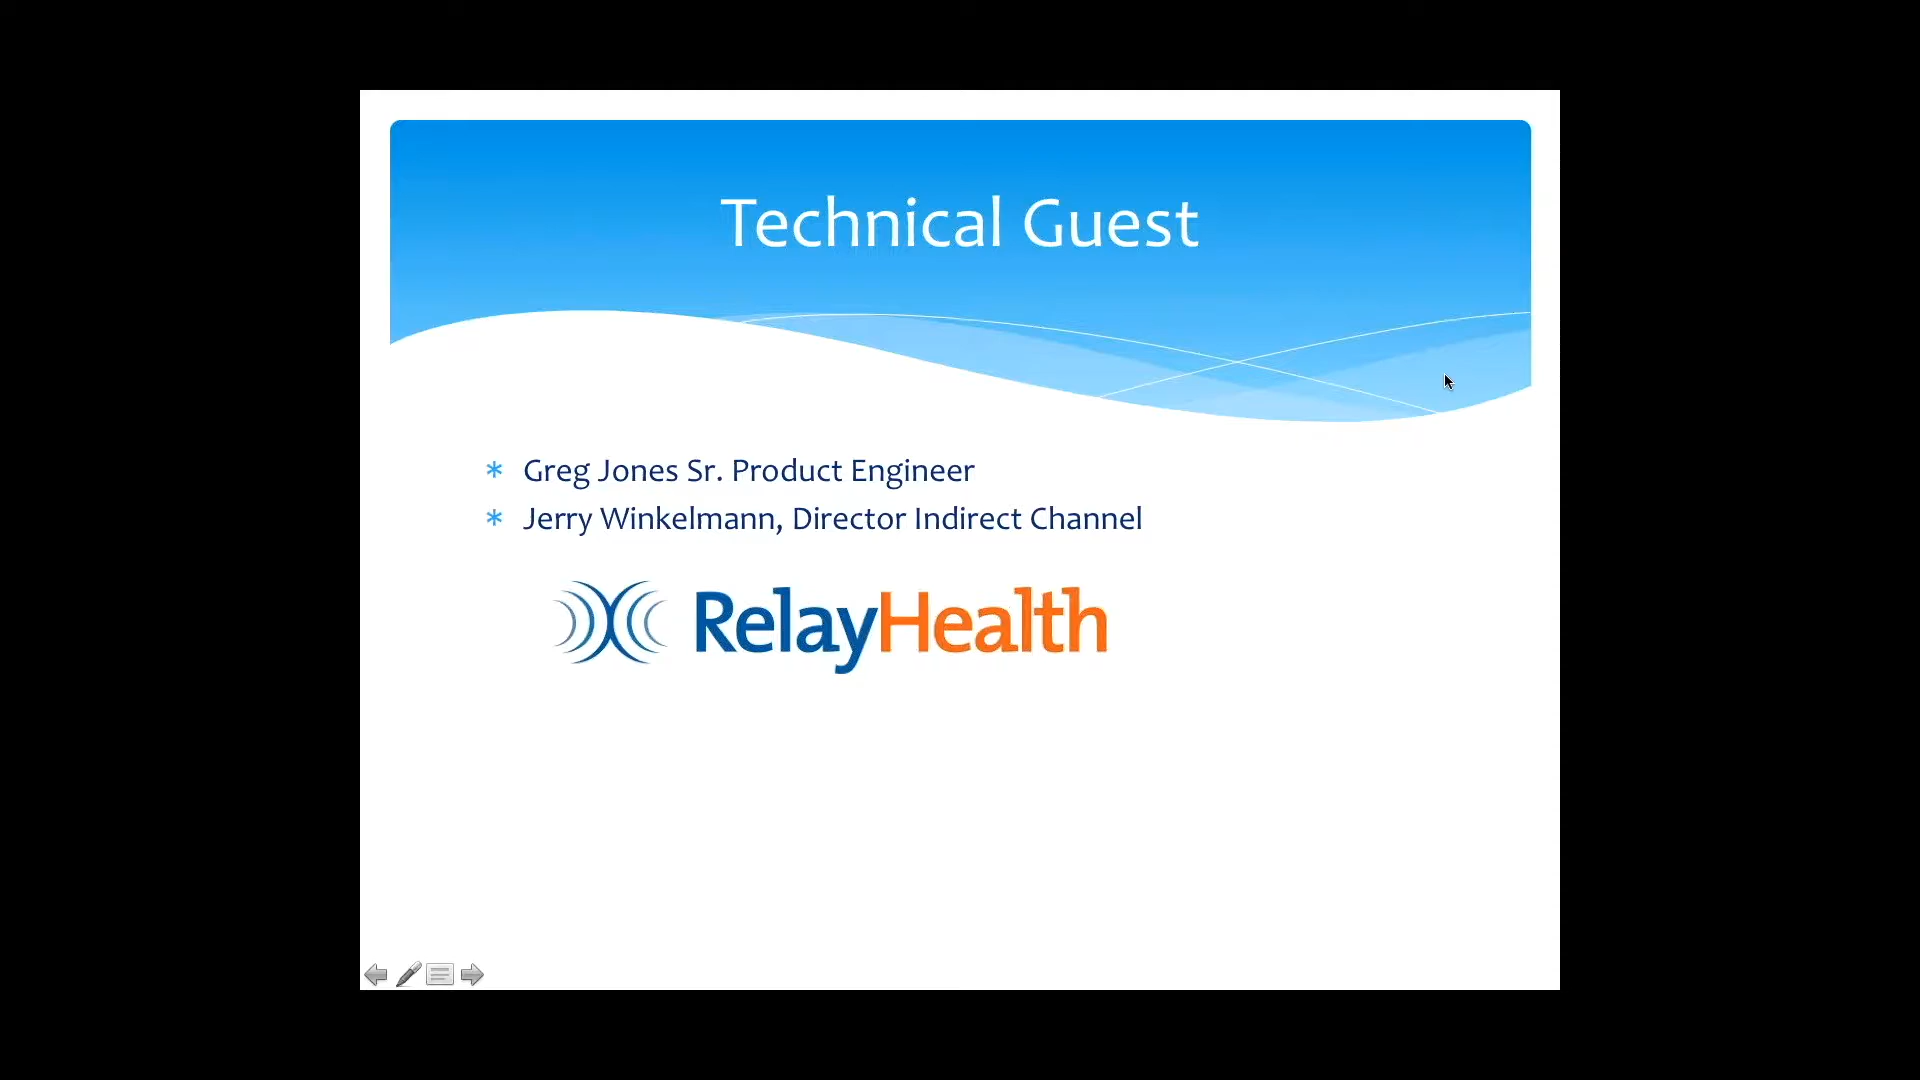 Technical Guest
* Greg Jones Sr. Product Engineer
* Jerry Winkelmann, Director Indirect Channel
RelayHealth